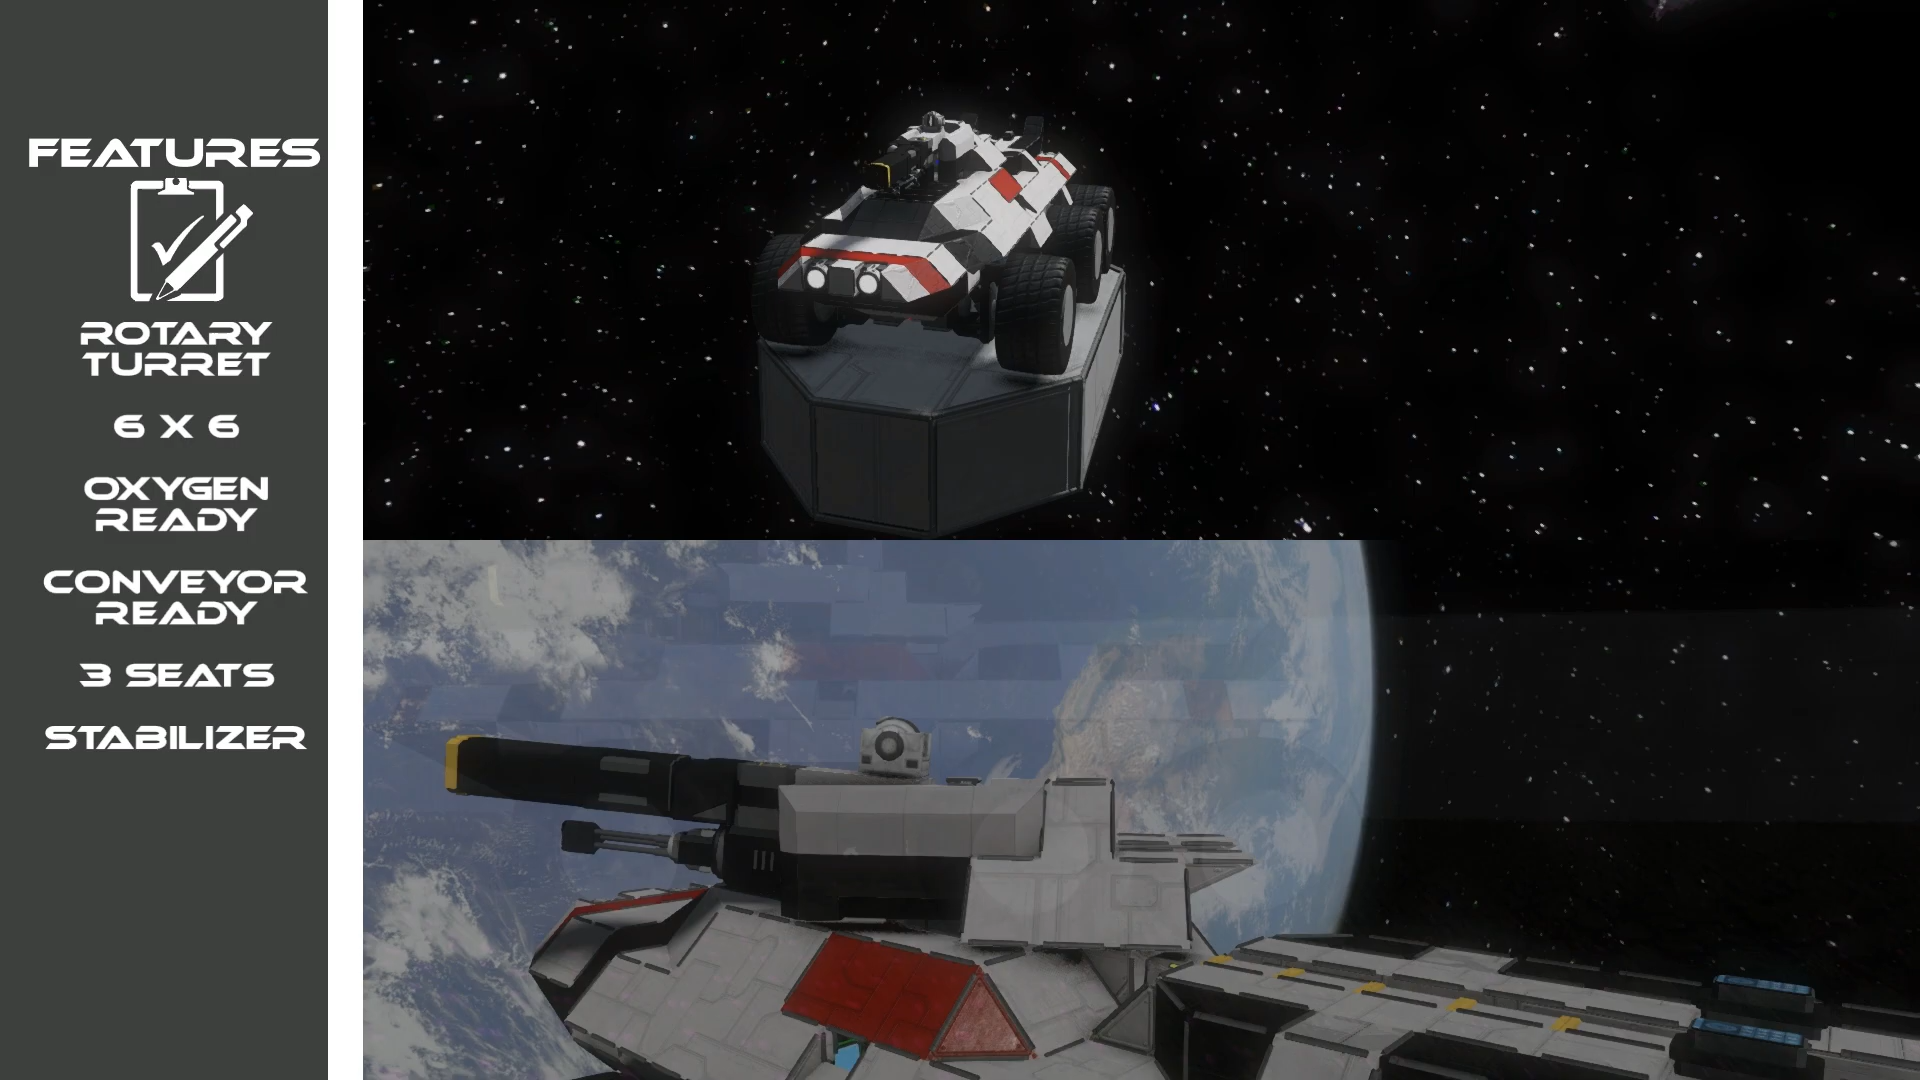 FEATURES
ROTARY
TURRET
6 X 6
OXYGEN
READY
CONVEYOR
READY
3 SEATS
STABILIZER